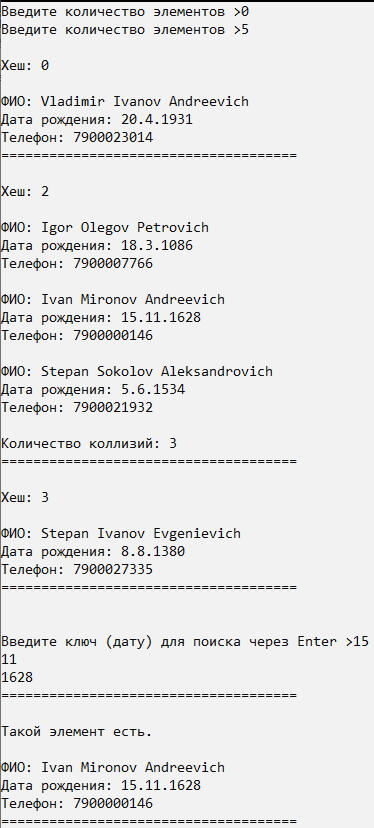 Введите количество элементов >0
Введите количество элементов >5
Хеш: 0
ФИО: Vladimir Ivanov Andreevich
Дата рождения: 20.4.1931
Телефон: 7900023014
=====================================
Хеш: 2
ФИО: Igor Olegov Petrovich
Дата рождения: 18.3.1086
Телефон: 7900007766
ФИО: Ivan Mironov Andreevich
Дата рождения: 15.11.1628
Телефон: 7900000146
ФИО: Stepan Sokolov Aleksandrovich
Дата рождения: 5.6.1534
Телефон: 7900021932
Количество коллизий: 3
=====================================
Хеш: 3
ФИО: Stepan Ivanov Evgenievich
Дата рождения: 8.8.1380
Телефон: 7900027335
=====================================
Введите ключ (дату) для поиска через Enter >15
11
1628
=====================================
Такой элемент есть.
ФИО: Ivan Mironov Andreevich
Дата рождения: 15.11.1628
Телефон: 7900000146
=====================================